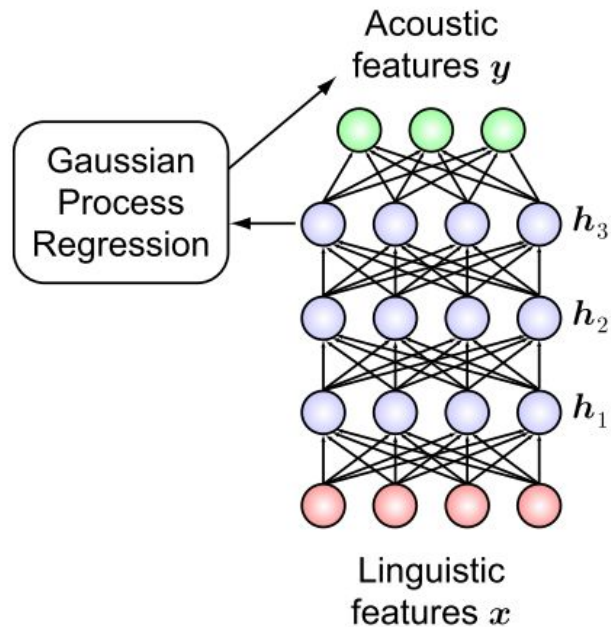 Acoustic
features y
Gaussian
Process
Regression
h₃
h₂
h₁
Linguistic
features x